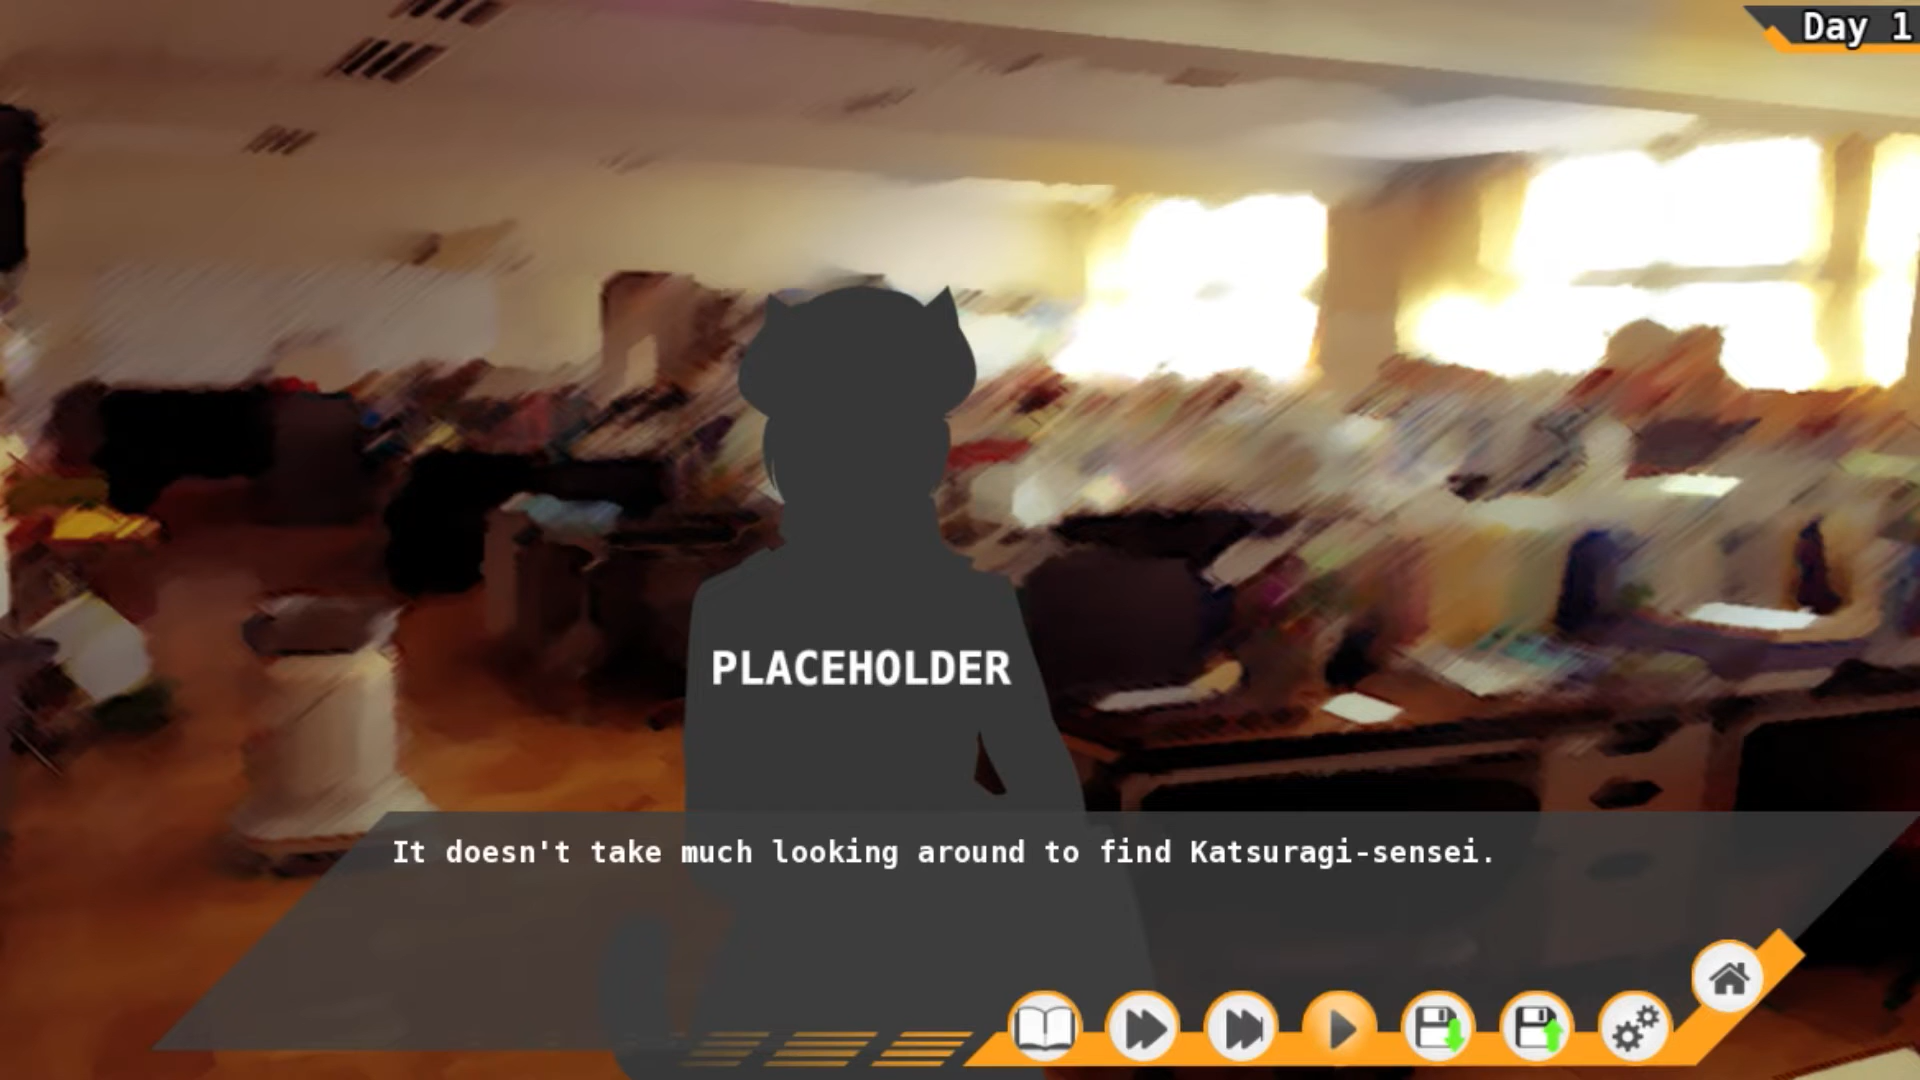 Day 1
PLACEHOLDER
It doesn't take much looking around to find Katsuragi-sensei.